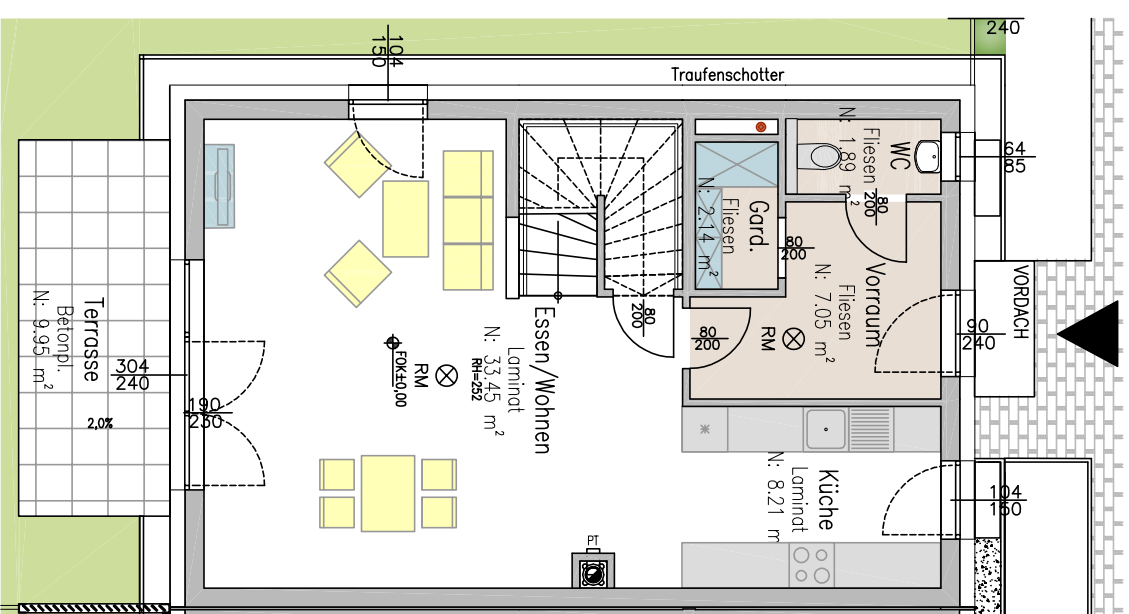 240
104
150
Traufenschotter
64
85
WC
Fliesen
N: 1.89 m²
80
200
Gard.
Fliesen
N: 2.14 m²
80
200
Vorraum
Fliesen
N: 7.05 m²
RM
80
200
80
200
VORDACH
90
240
Essen/Wohnen
Laminat
N: 33.45 m²
RH=252
RM
FOK±0,00
Terrasse
Betonpl.
N: 9.95 m²
2,0%
304
240
190
230
Küche
Laminat
N: 8.21 m
104
150
PT